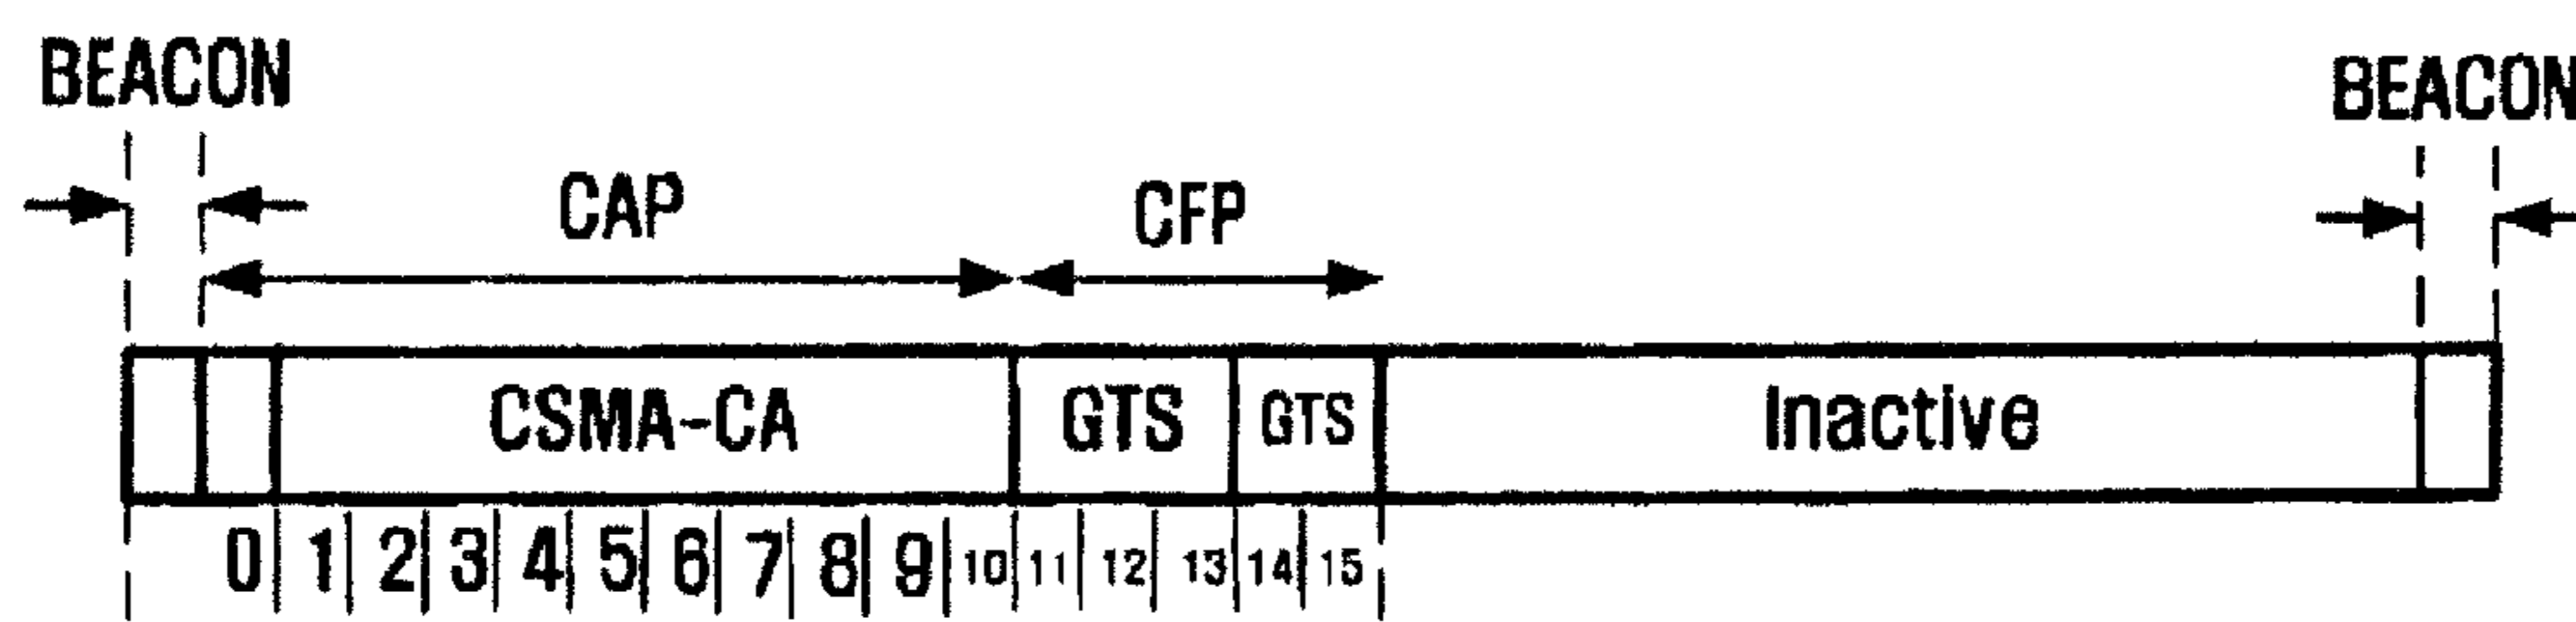 BEACON BEACON
CAP CFP
CSMA-CA GTS GTS Inactive
0 1 2 3 4 5 6 7 8 9 10 11 12 13 14 15